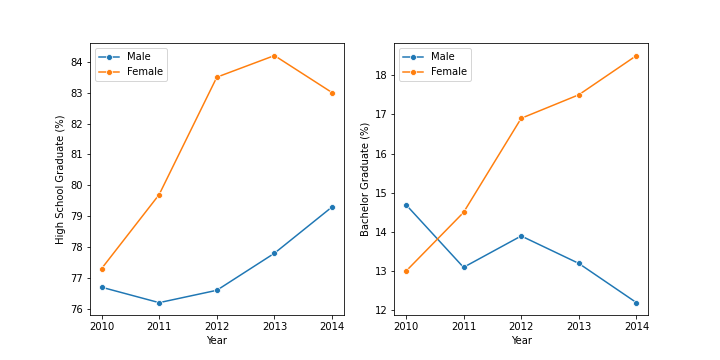 Male
Female
High School Graduate (%)
84
83
82
81
80
79
78
77
76
2010 2011 2012 2013 2014
Year
Male
Female
Bachelor Graduate (%)
18
17
16
15
14
13
12
2010 2011 2012 2013 2014
Year